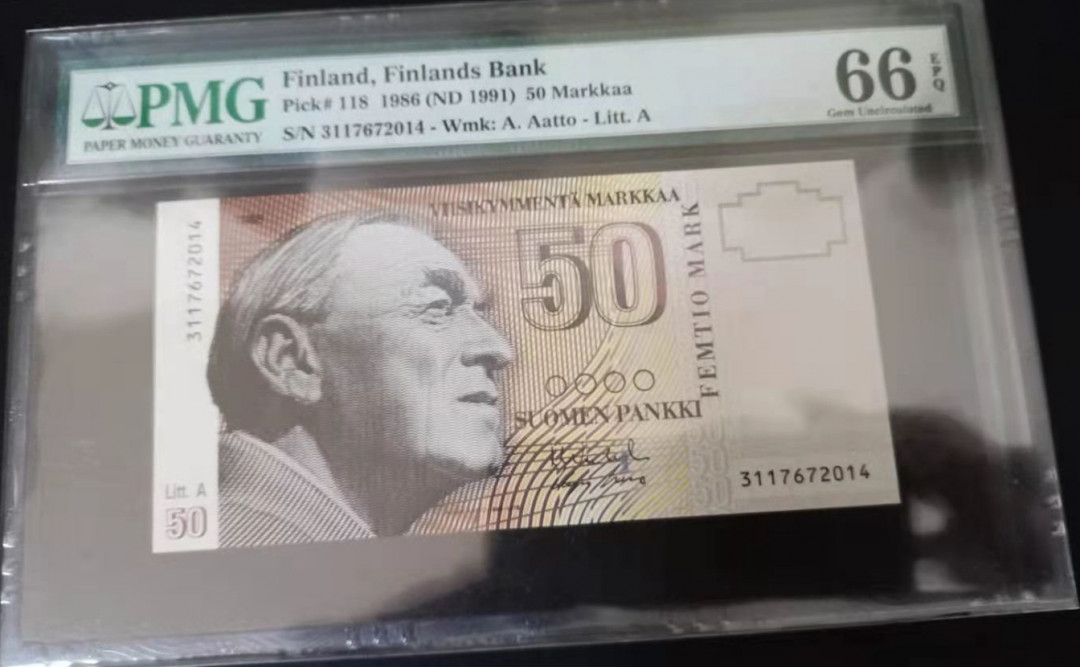 PMG
PAPER MONEY GUARANTY
Finland, Finlands Bank
Pick# 118 1986 (ND 1991) 50 Markkaa
S/N 3117672014 - Wmk: A. Aatto - Litt. A
66
EPQ
Gem Uncirculated
3117672014
VIISIKYMMENTÄ MARKKAA
50
FEMTIO MARK
SUOMEN PANKKI
Litt. A
50
3117672014